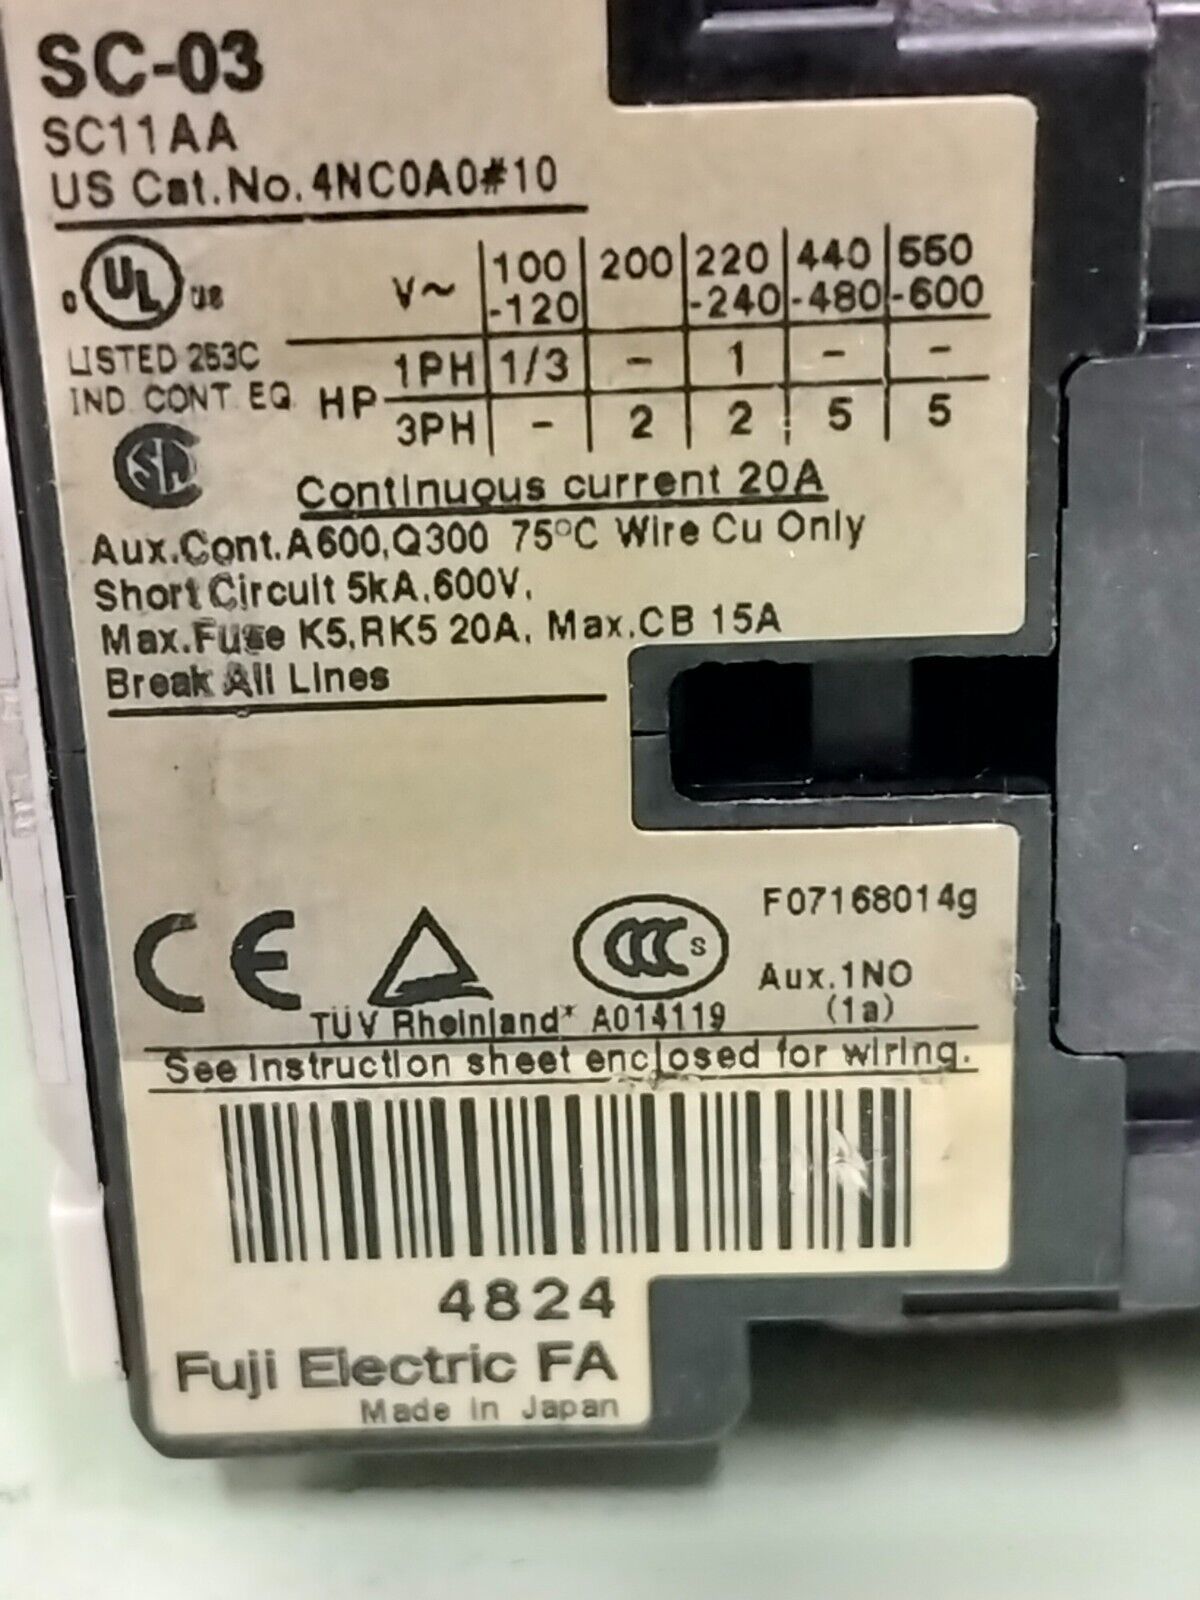 SC-03
SC11AA
US Cat.No. 4NC0A0#10
C UL US
LISTED 253C
IND. CONT. EQ.
V~ 100-120 200 220-240 440-480 550-600
HP 1PH 1/3 - 1 - -
3PH - 2 2 5 5
SA
Continuous current 20A
Aux.Cont.A600,Q300 75°C Wire Cu Only
Short Circuit 5kA,600V,
Max.Fuse K5,RK5 20A, Max.CB 15A
Break All Lines
F07168014g
CE CCC S
Aux.1NO
(1a)
TÜV Rheinland* A014119
See instruction sheet enclosed for wiring.
4824
Fuji Electric FA
Made in Japan